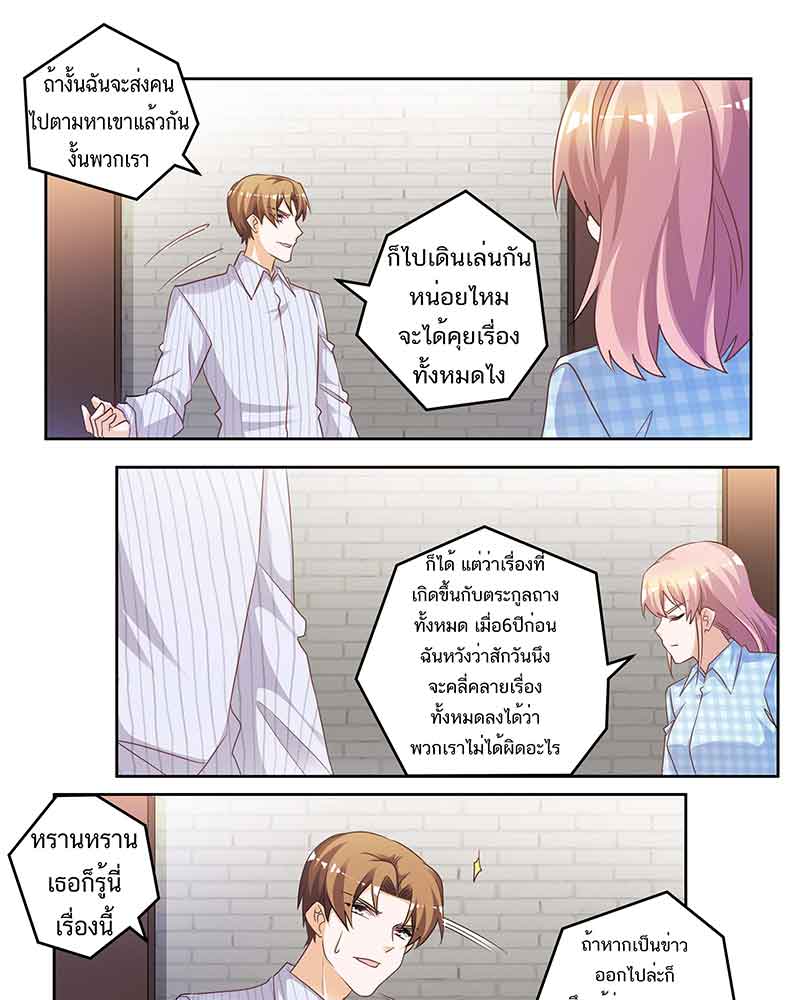 ถ้างั้นฉันจะส่งคน
ไปตามหาเขาแล้วกัน
งั้นพวกเรา
ก็ไปเดินเล่นกัน
หน่อยไหม
จะได้คุยเรื่อง
ทั้งหมดไง
ก็ได้ แต่ว่าเรื่องที่
เกิดขึ้นกับตระกูลถาง
ทั้งหมด เมื่อ6ปีก่อน
ฉันหวังว่าสักวันนึง
จะคลี่คลายเรื่อง
ทั้งหมดลงได้ว่า
พวกเราไม่ได้ผิดอะไร
หรานหราน
เธอก็รู้นี่
เรื่องนี้
ถ้าหากเป็นข่าว
ออกไปล่ะก็